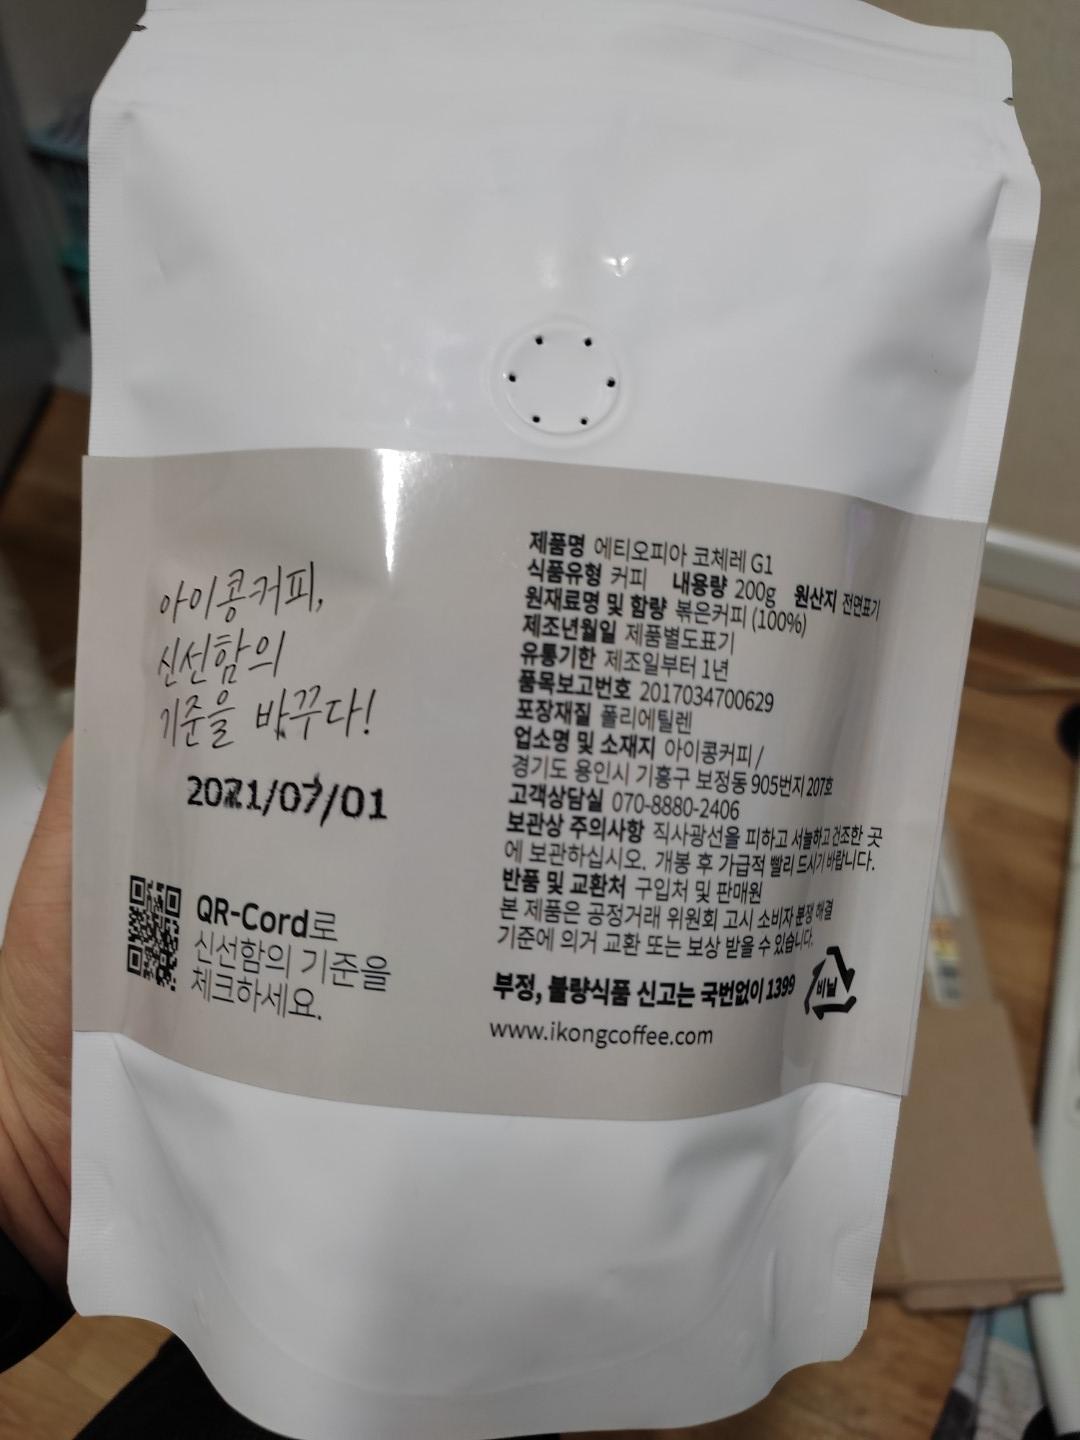 아이콩커피,
신선함의
기준을 바꾸다!
2021/07/01
QR-Cord로
신선함의 기준을
체크하세요.
제품명 에티오피아 코체레 G1
식품유형 커피 내용량 200g 원산지 전면표기
원재료명 및 함량 볶은커피 (100%)
제조년월일 제품별도표기
유통기한 제조일부터 1년
품목보고번호 2017034700629
포장재질 폴리에틸렌
업소명 및 소재지 아이콩커피 /
경기도 용인시 기흥구 보정동 905번지 207호
고객상담실 070-8880-2406
보관상 주의사항 직사광선을 피하고 서늘하고 건조한 곳
에 보관하십시오. 개봉 후 가급적 빨리 드시기 바랍니다.
반품 및 교환처 구입처 및 판매원
본 제품은 공정거래 위원회 고시 소비자 분쟁 해결
기준에 의거 교환 또는 보상 받을 수 있습니다.
부정, 불량식품 신고는 국번없이 1399
비닐
www.ikongcoffee.com